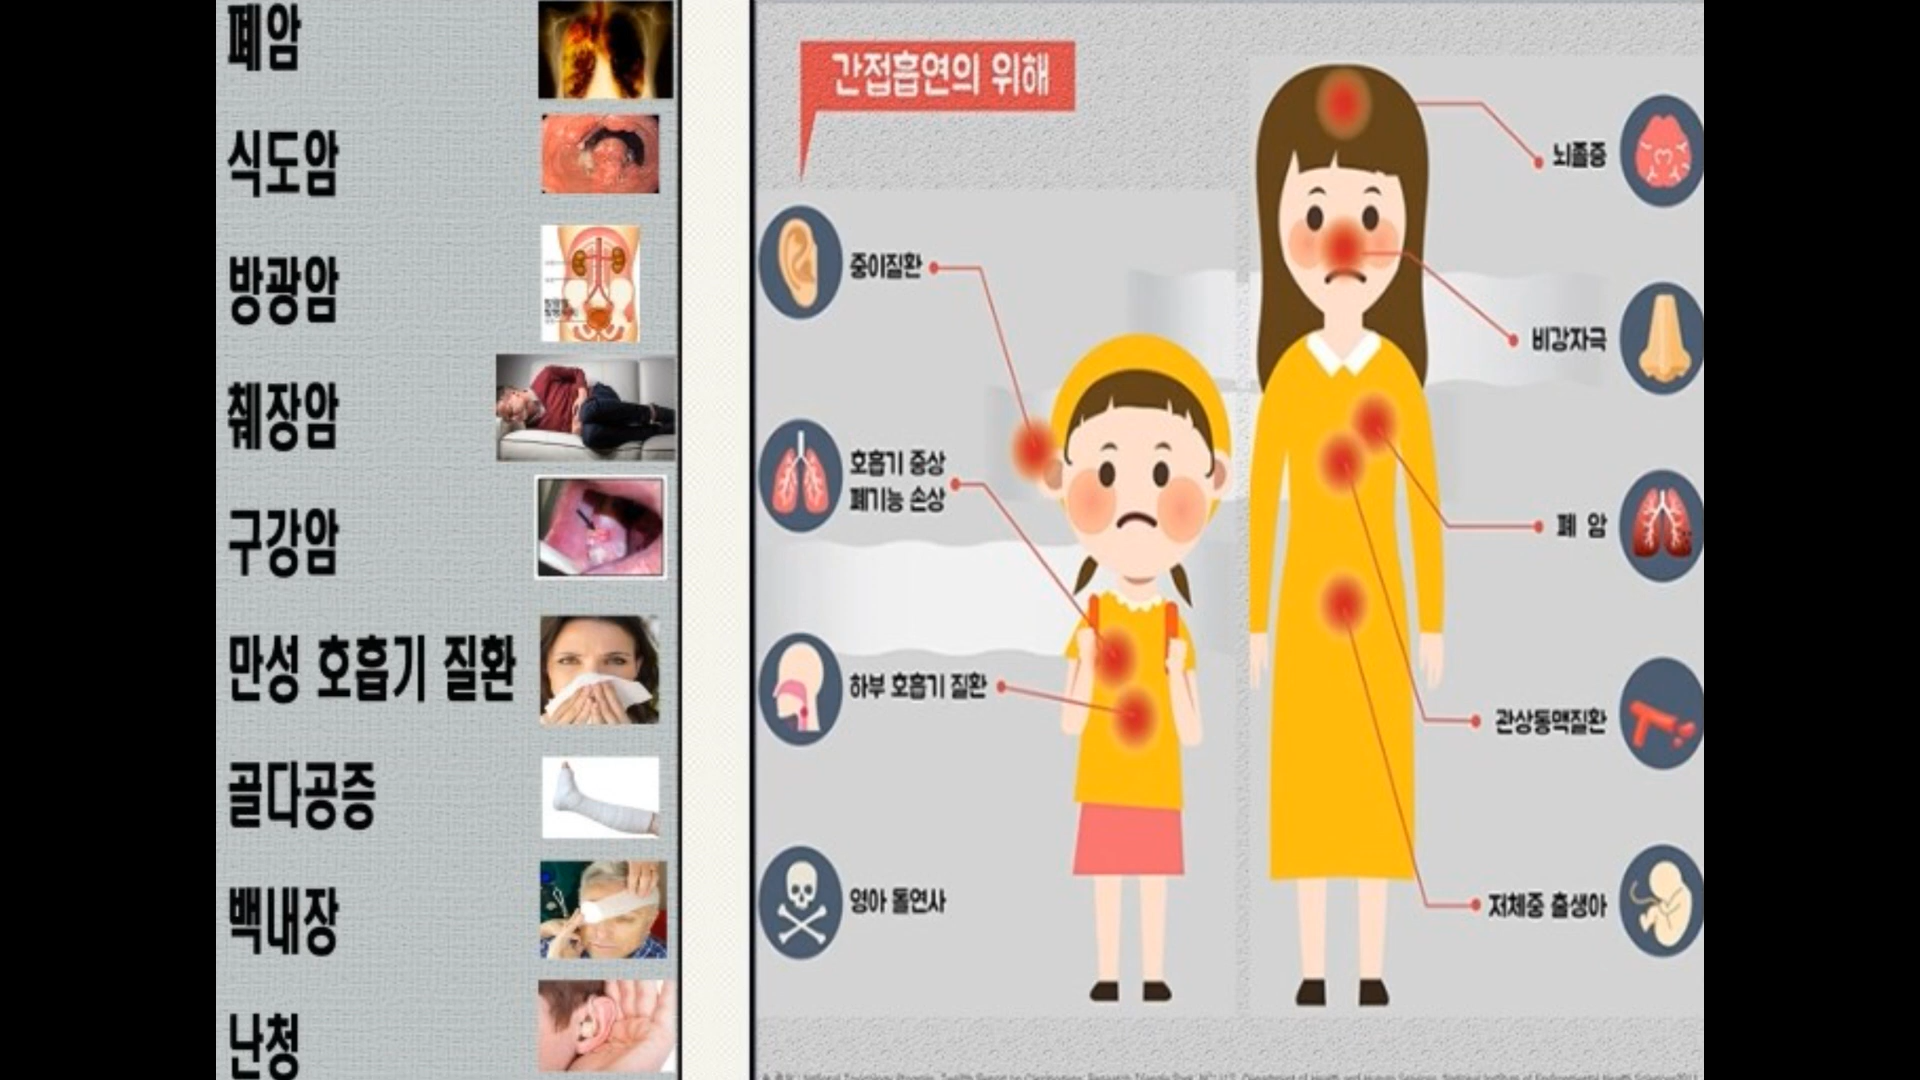 폐암
식도암
방광암
췌장암
구강암
만성 호흡기 질환
골다공증
백내장
난청
간접흡연의 위해
중이질환
호흡기 증상
폐기능 손상
하부 호흡기 질환
영아 돌연사
뇌졸중
비강자극
폐 암
관상동맥질환
저체중 출생아